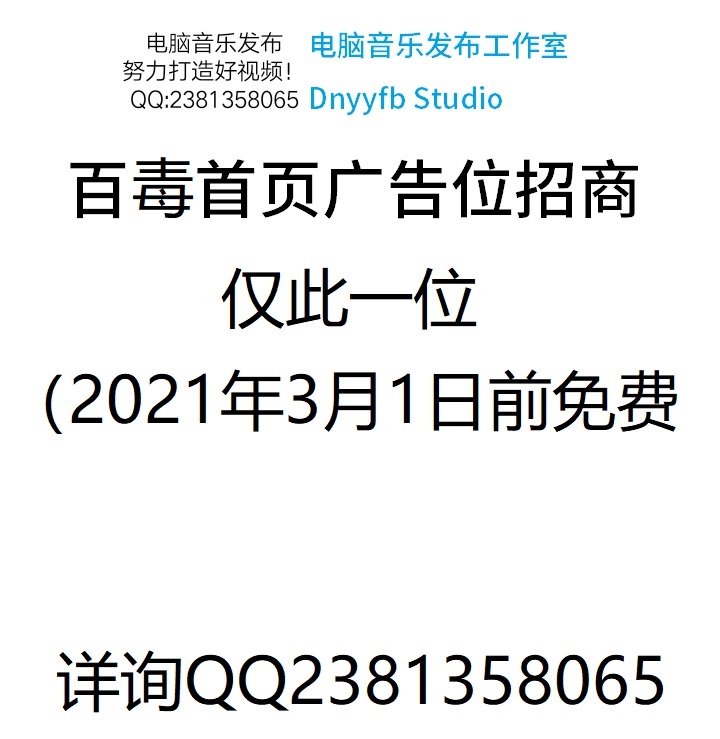 电脑音乐发布
努力打造好视频！
QQ:2381358065
电脑音乐发布工作室
Dnyyfb Studio
百毒首页广告位招商
仅此一位
（2021年3月1日前免费
详询QQ2381358065